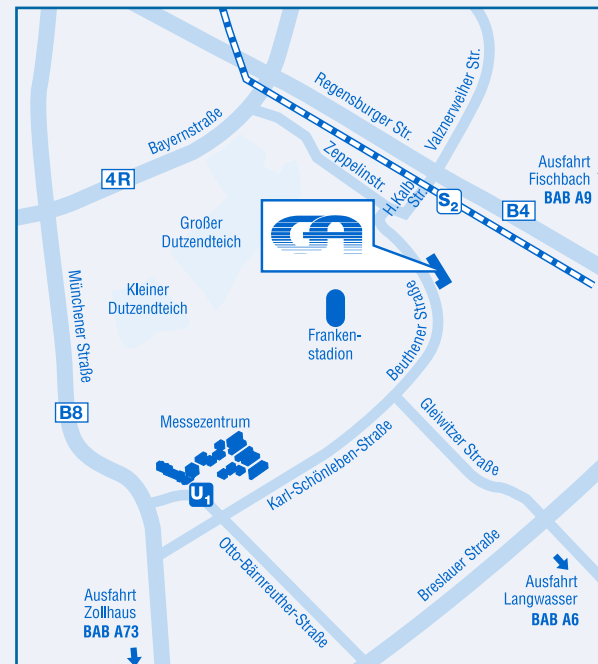 Regensburger Str.
Valznerweiher Str.
Bayernstraße
Zeppelinstr.
H.Kalb
Str.
Ausfahrt
Fischbach
BAB A9
4R
S2
B4
Großer
Dutzendteich
GA
Münchener Straße
Kleiner
Dutzendteich
Franken-
stadion
Beuthener Straße
B8
Messezentrum
Gleiwitzer Straße
U1
Karl-Schönleben-Straße
Otto-Bärnreuther-Straße
Breslauer Straße
Ausfahrt
Zollhaus
BAB A73
Ausfahrt
Langwasser
BAB A6